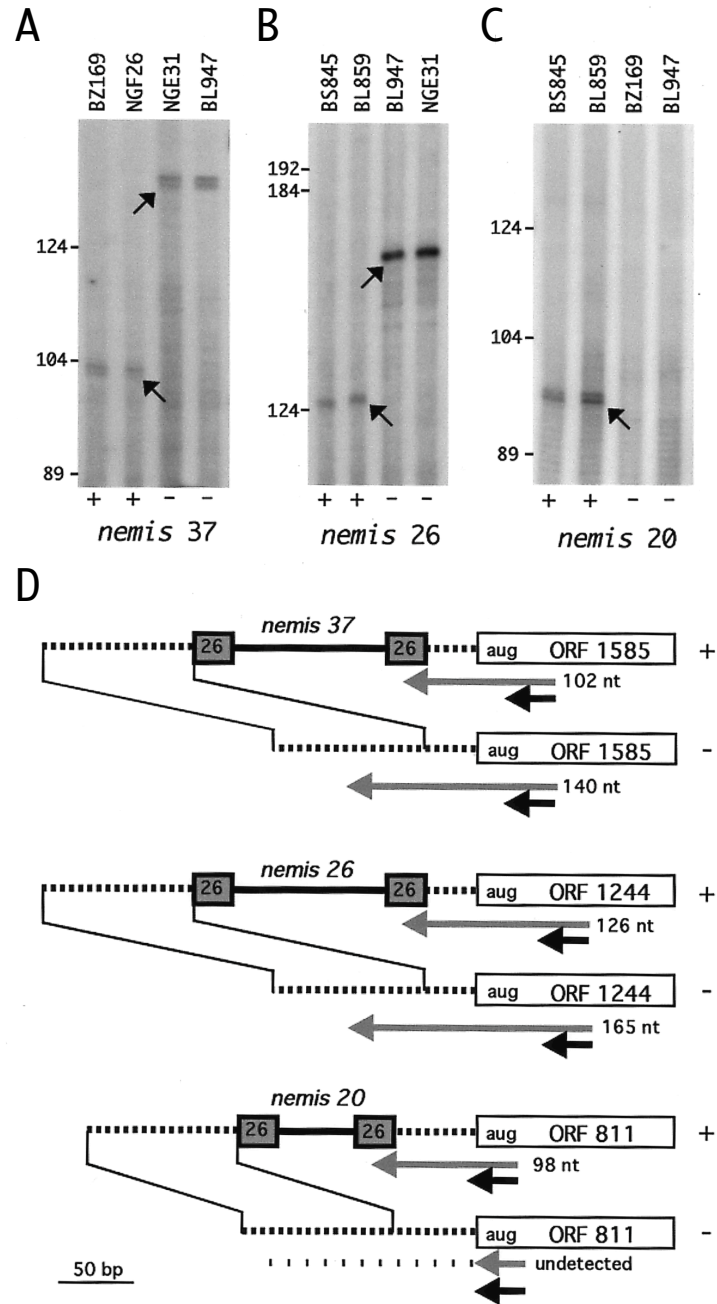 A
BZ169 NGF26 NGE31 BL947
124
104
89
+ + - -
nemis 37
B
BS845 BL859 BL947 NGE31
192
184
124
+ + - -
nemis 26
C
BS845 BL859 BZ169 BL947
124
104
89
+ + - -
nemis 20
D
nemis 37
26 26 aug ORF 1585 +
102 nt
aug ORF 1585 -
140 nt
nemis 26
26 26 aug ORF 1244 +
126 nt
aug ORF 1244 -
165 nt
nemis 20
26 26 aug ORF 811 +
98 nt
aug ORF 811 -
undetected
50 bp